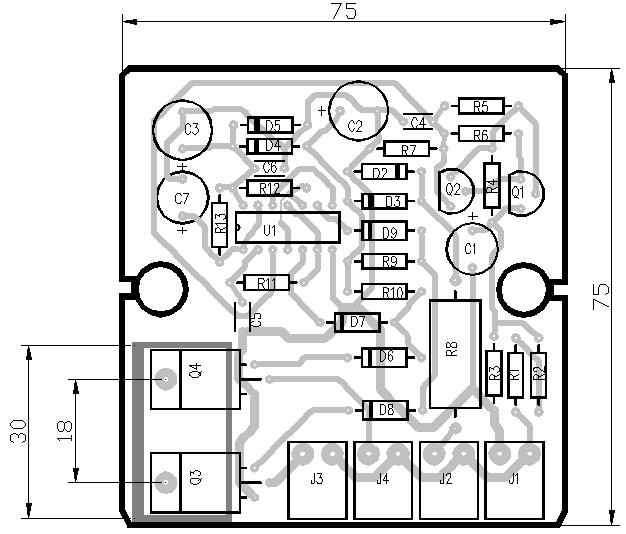 75
C3
+
+
C2
D5
D4
C6
R12
C4
R5
R6
R7
D2
Q2
R4
Q1
C7
+
R13
U1
D3
+
C1
D9
R9
R11
R10
75
C5
D7
R8
Q4
D6
R3
R1
R2
30
18
D8
Q3
J3
J4
J2
J1